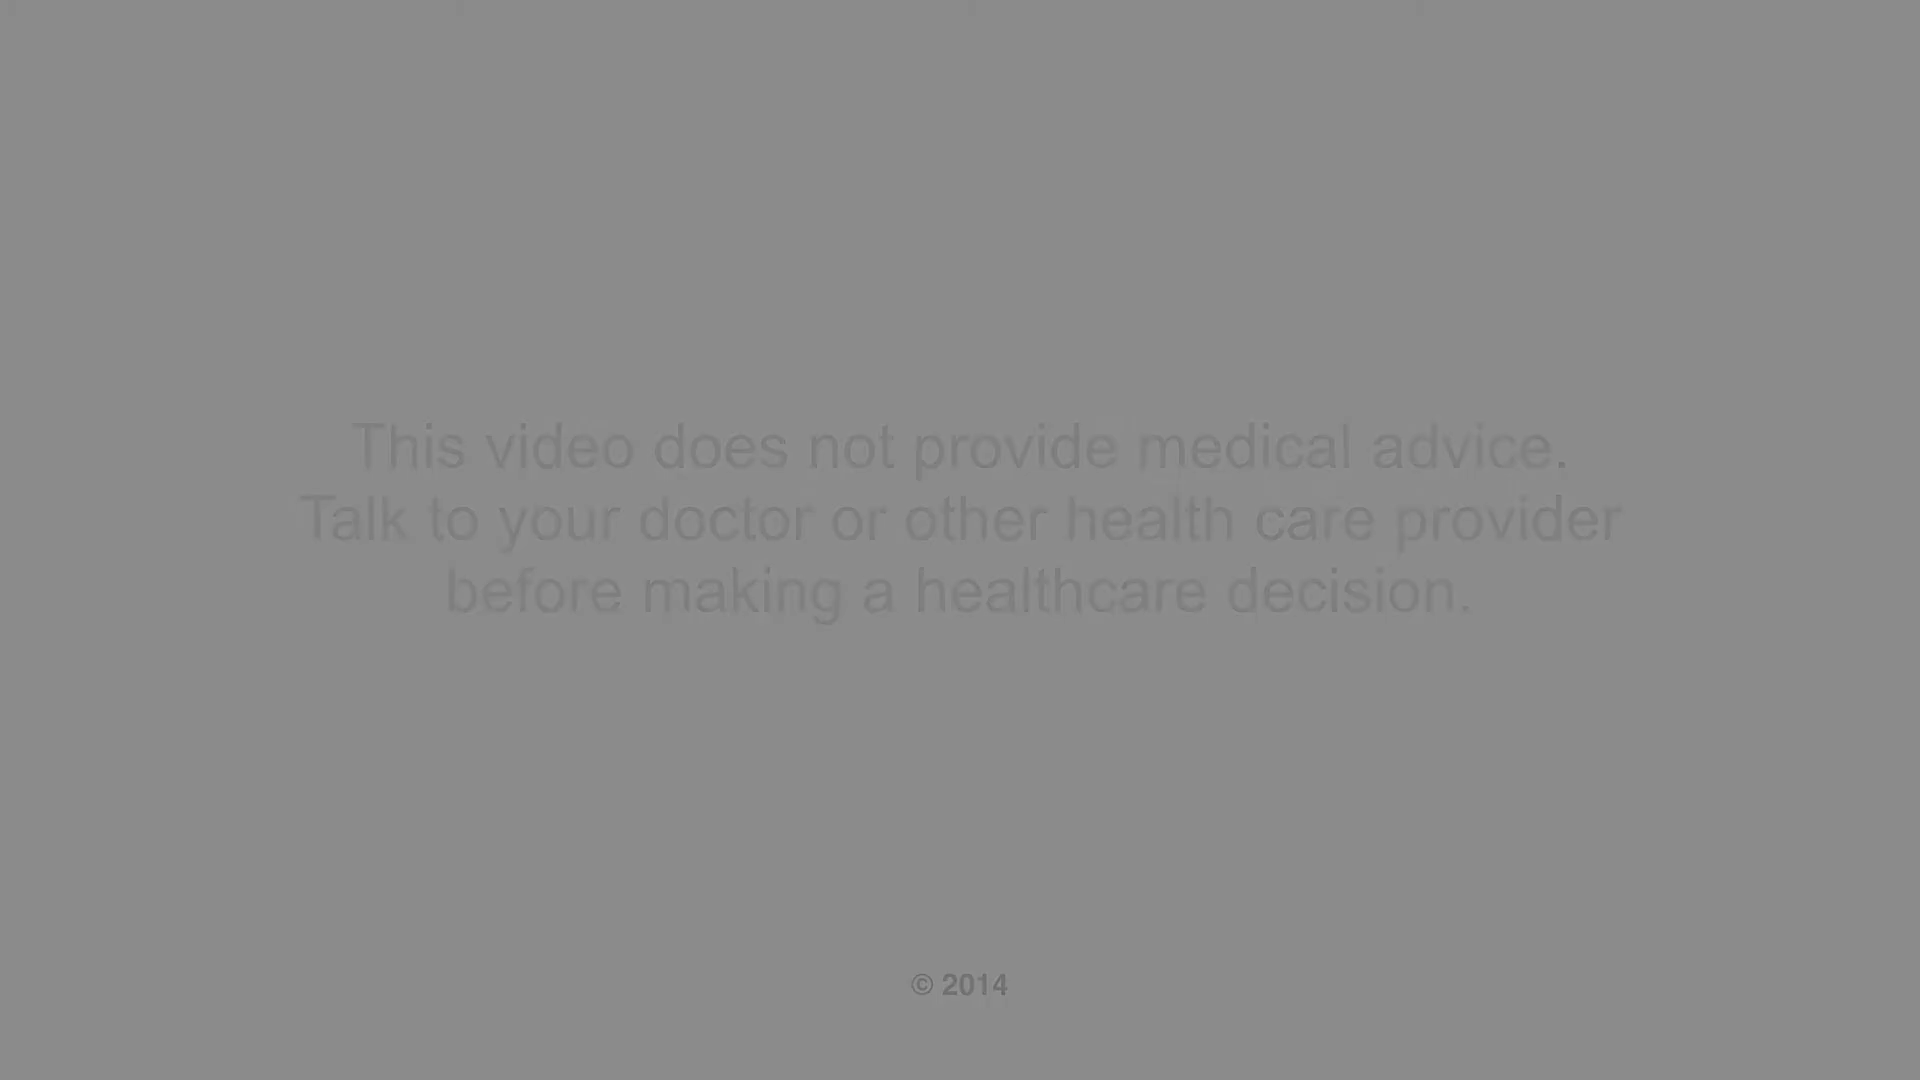 This video does not provide medical advice.
Talk to your doctor or other health care provider
before making a healthcare decision.
© 2014